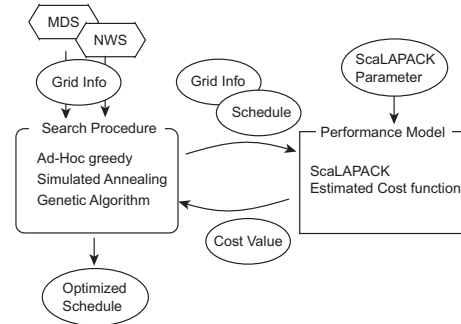 MDS
NWS
Grid Info
Grid Info
Schedule
ScaLAPACK
Parameter
Search Procedure
Ad-Hoc greedy
Simulated Annealing
Genetic Algorithm
Performance Model
ScaLAPACK
Estimated Cost function
Cost Value
Optimized
Schedule